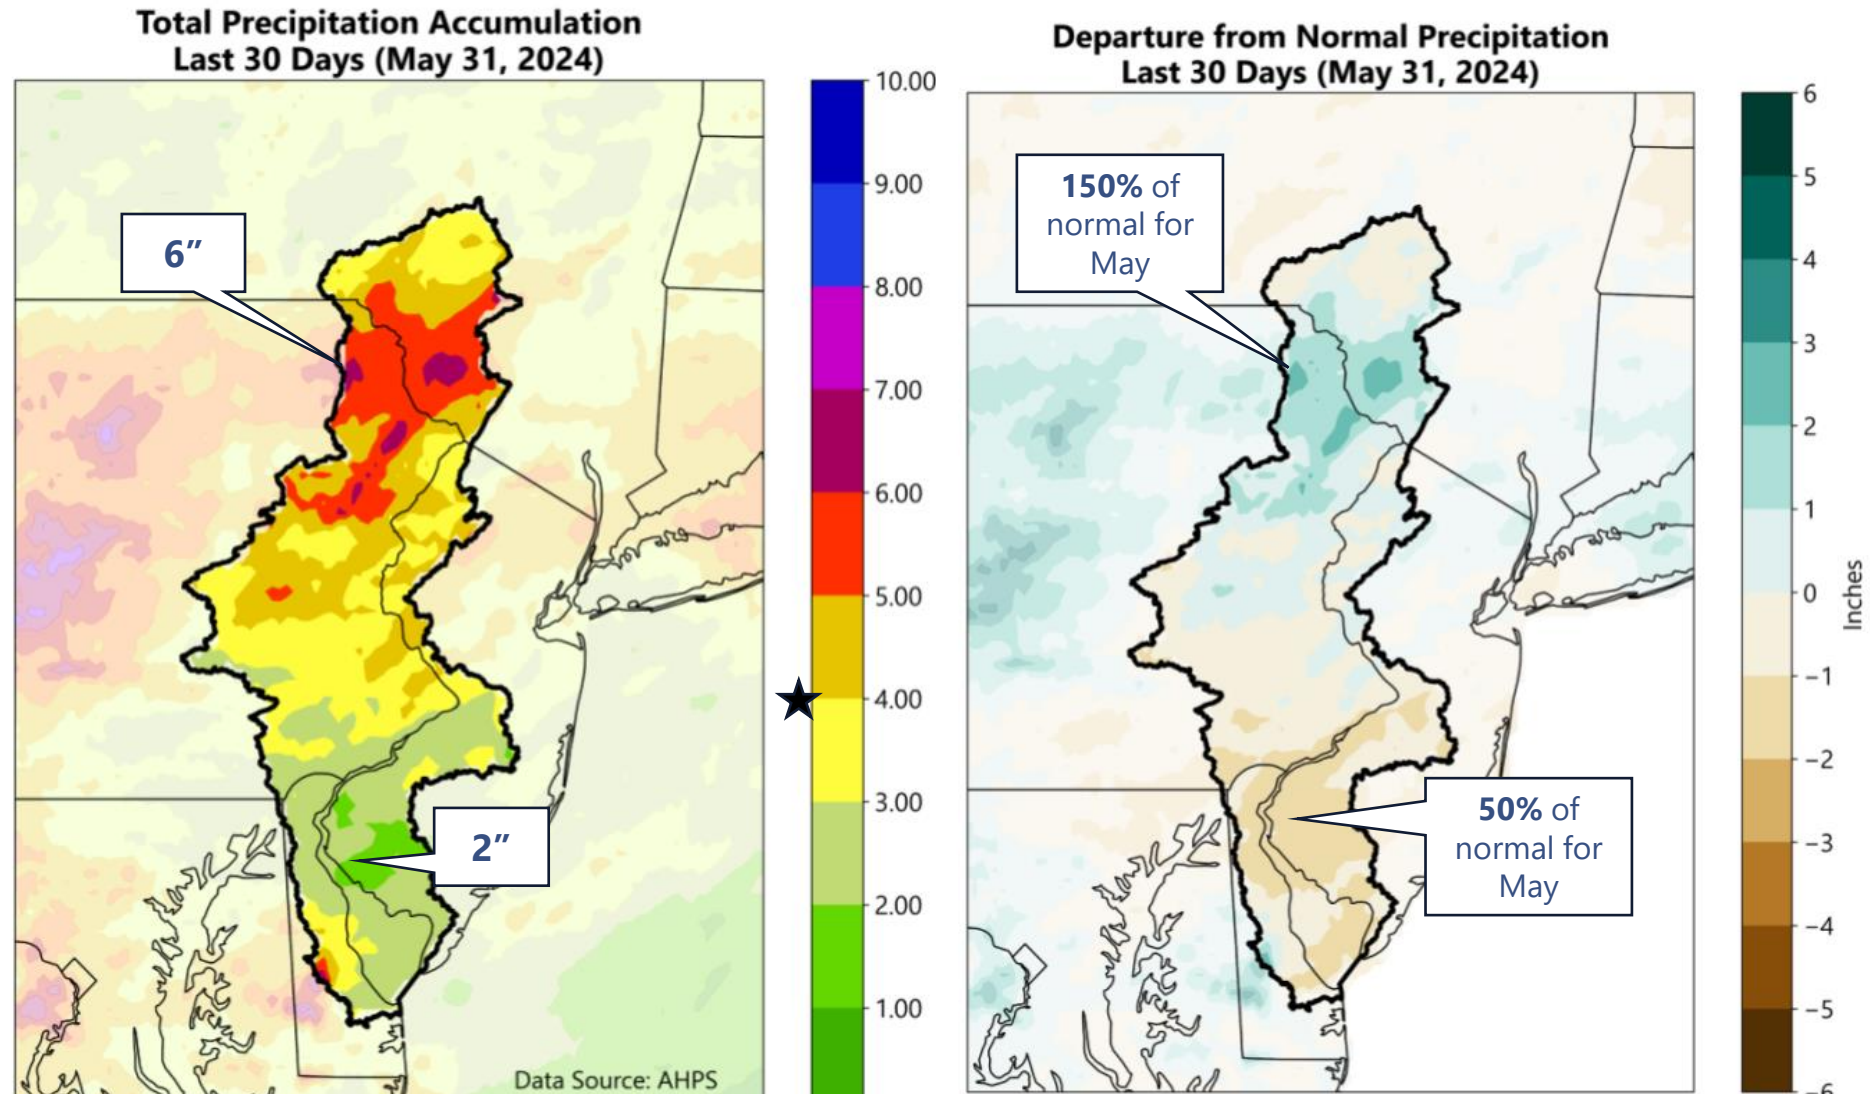 Total Precipitation Accumulation
Last 30 Days (May 31, 2024)
6”
2”
Data Source: AHPS
10.00
9.00
8.00
7.00
6.00
5.00
4.00
3.00
2.00
1.00
Departure from Normal Precipitation
Last 30 Days (May 31, 2024)
150% of
normal for
May
50% of
normal for
May
6
5
4
3
2
1
0
−1
−2
−3
−4
−5
−6
Inches